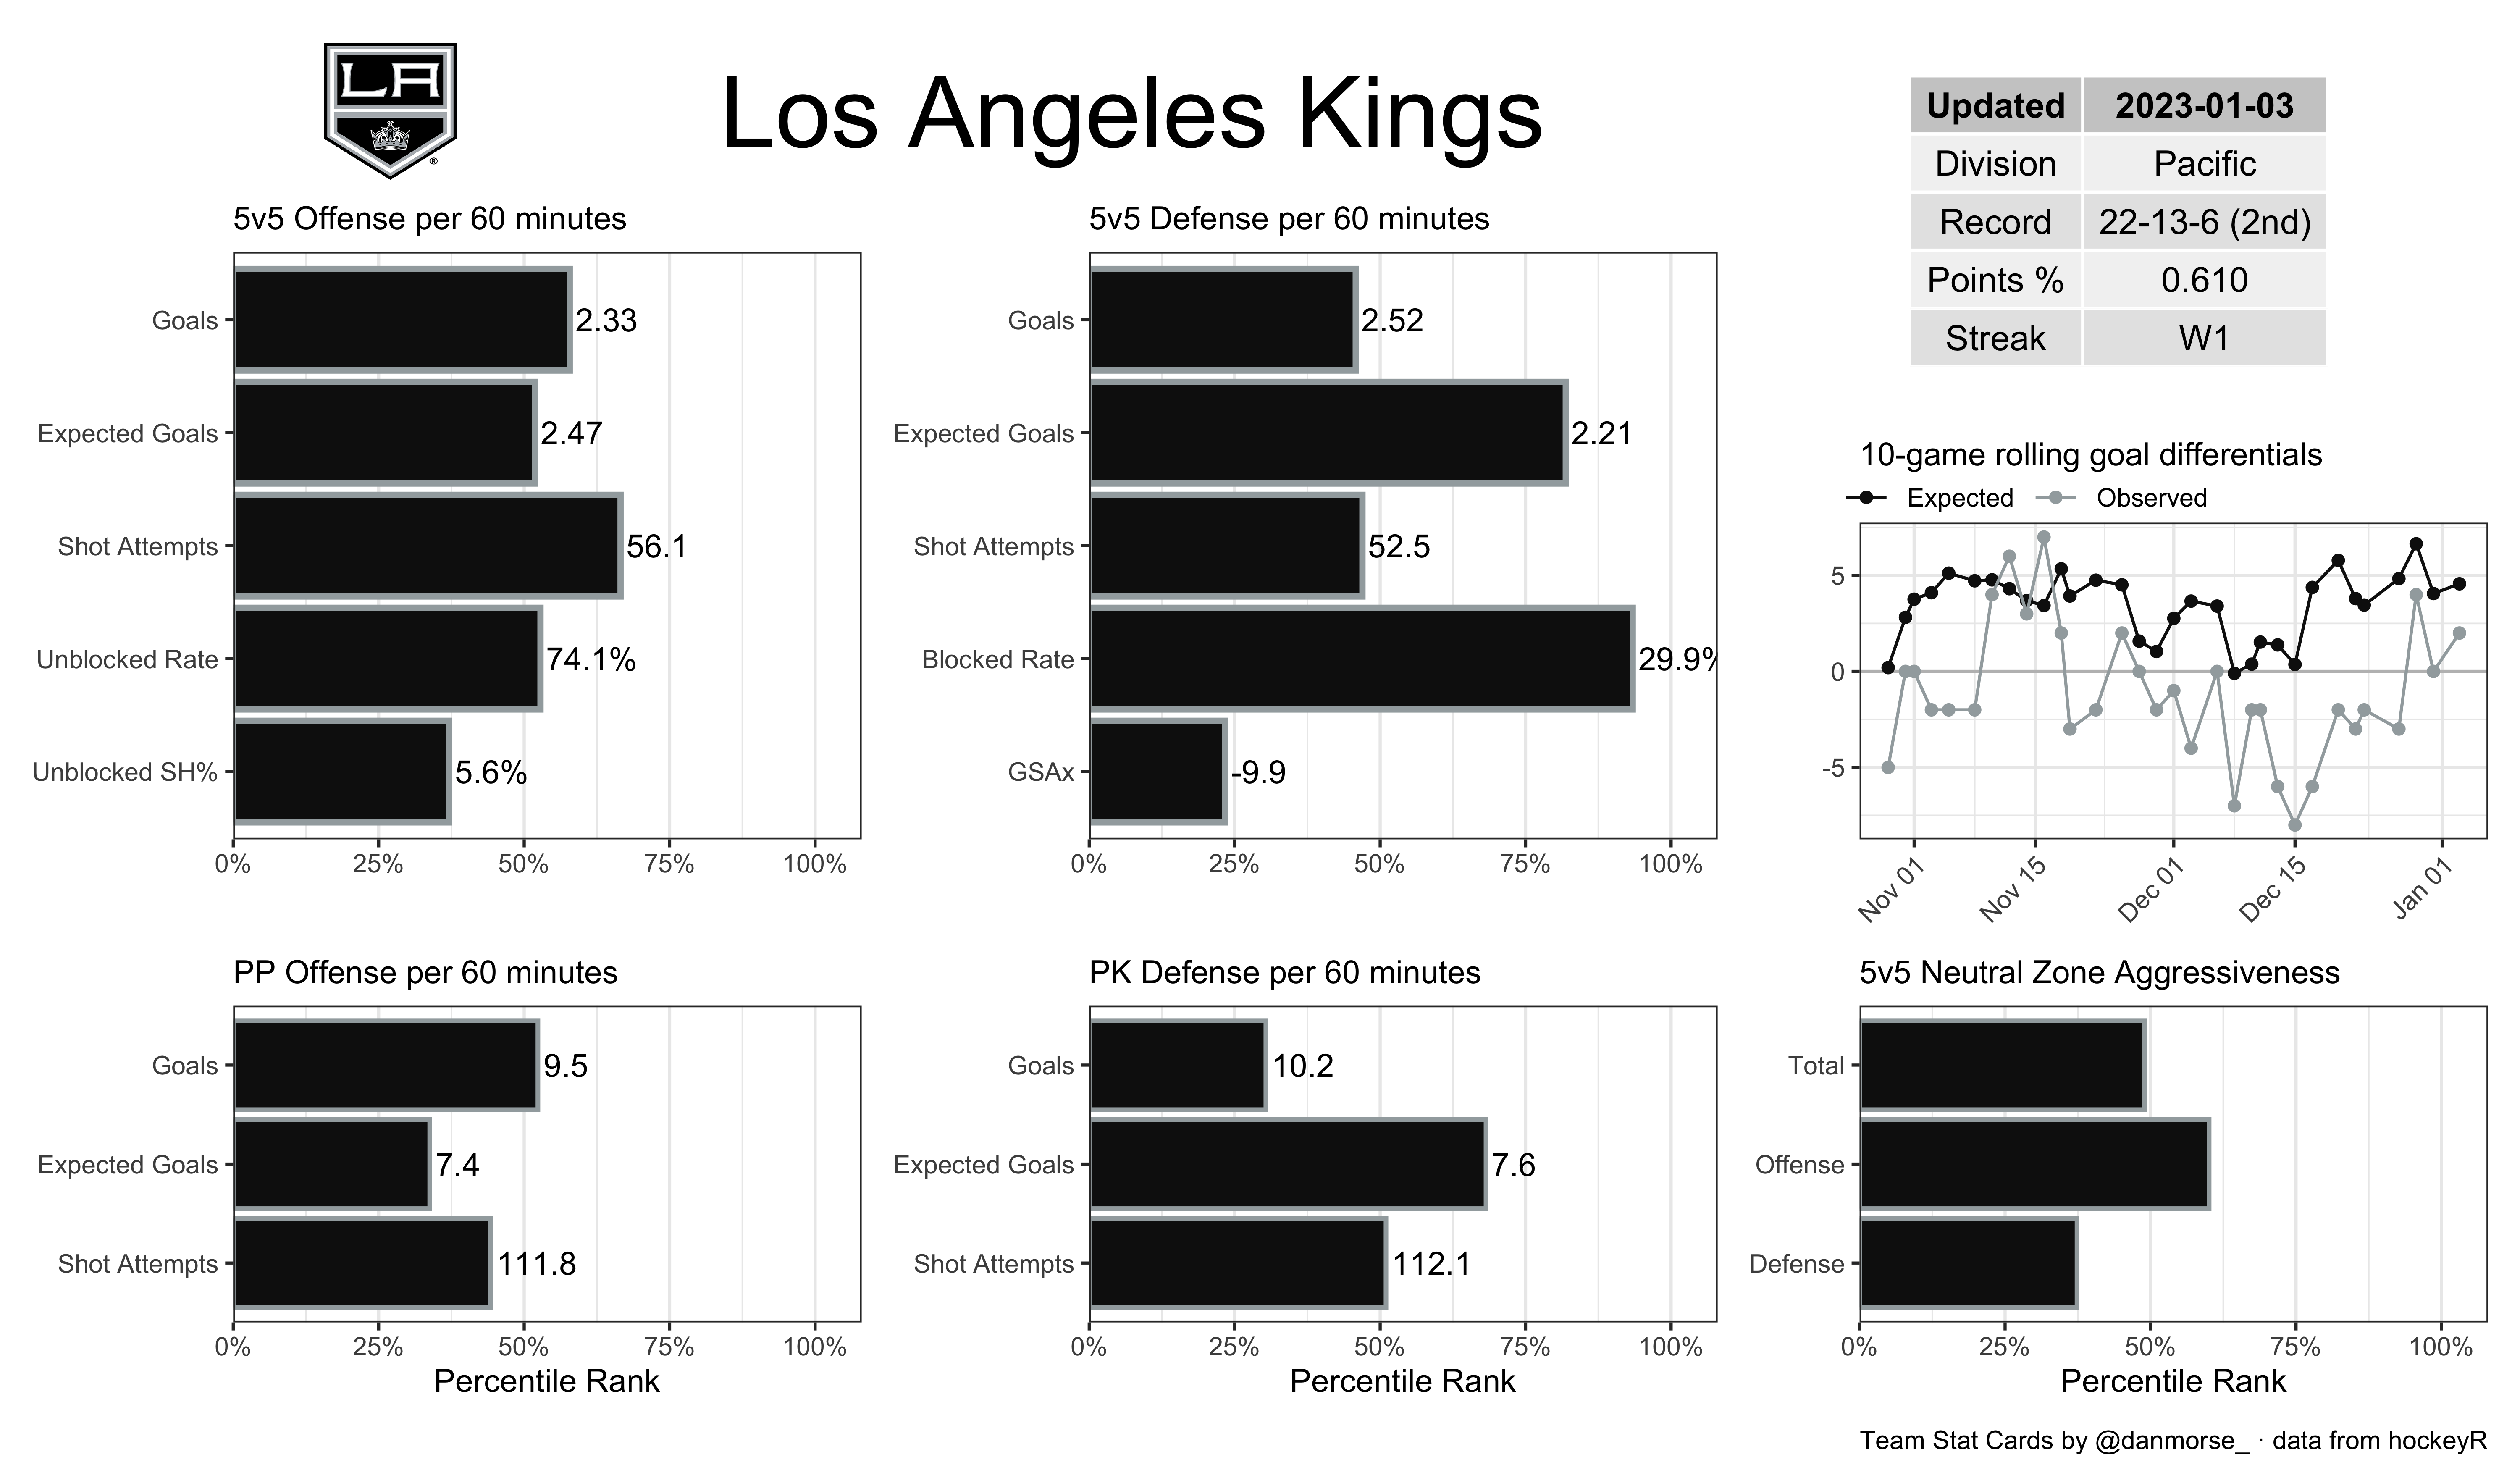 LA
®
Los Angeles Kings
Updated 2023-01-03
Division Pacific
Record 22-13-6 (2nd)
Points % 0.610
Streak W1
5v5 Offense per 60 minutes
Goals 2.33
Expected Goals 2.47
Shot Attempts 56.1
Unblocked Rate 74.1%
Unblocked SH% 5.6%
0% 25% 50% 75% 100%
5v5 Defense per 60 minutes
Goals 2.52
Expected Goals 2.21
Shot Attempts 52.5
Blocked Rate 29.9%
GSAx -9.9
0% 25% 50% 75% 100%
10-game rolling goal differentials
Expected Observed
5
0
-5
Nov 01 Nov 15 Dec 01 Dec 15 Jan 01
PP Offense per 60 minutes
Goals 9.5
Expected Goals 7.4
Shot Attempts 111.8
0% 25% 50% 75% 100%
Percentile Rank
PK Defense per 60 minutes
Goals 10.2
Expected Goals 7.6
Shot Attempts 112.1
0% 25% 50% 75% 100%
Percentile Rank
5v5 Neutral Zone Aggressiveness
Total
Offense
Defense
0% 25% 50% 75% 100%
Percentile Rank
Team Stat Cards by @danmorse_ · data from hockeyR